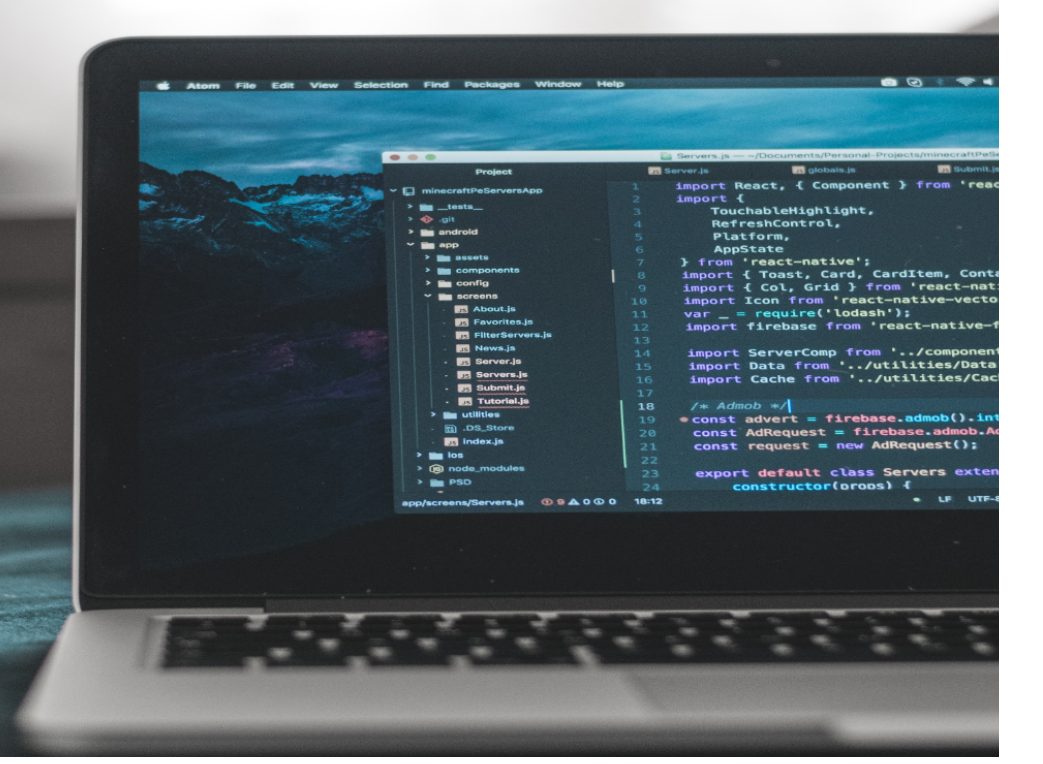 Atom File Edit View Selection Find Packages Window Help
Servers.js — ~/Documents/Personal-Projects/minecraftPeSe
Project
Server.js globals.js Submit.js
minecraftPeServersApp
__tests__
.git
android
app
assets
components
config
screens
About.js
Favorites.js
FilterServers.js
News.js
Server.js
Servers.js
Submit.js
Tutorial.js
utilities
.DS_Store
index.js
ios
node_modules
PSD
1 import React, { Component } from 'reac
2 import {
3 TouchableHighlight,
4 RefreshControl,
5 Platform,
6 AppState
7 } from 'react-native';
8 import { Toast, Card, CardItem, Conta
9 import { Col, Grid } from 'react-nati
10 import Icon from 'react-native-vecto
11 var _ = require('lodash');
12 import firebase from 'react-native-f
13
14 import ServerComp from '../component
15 import Data from '../utilities/Data
16 import Cache from '../utilities/Cac
17
18 /* Admob */
19 const advert = firebase.admob().int
20 const AdRequest = firebase.admob.Ad
21 const request = new AdRequest();
22
23 export default class Servers exten
24 constructor(props) {
app/screens/Servers.js 9 0 0 18:12 LF UTF-8